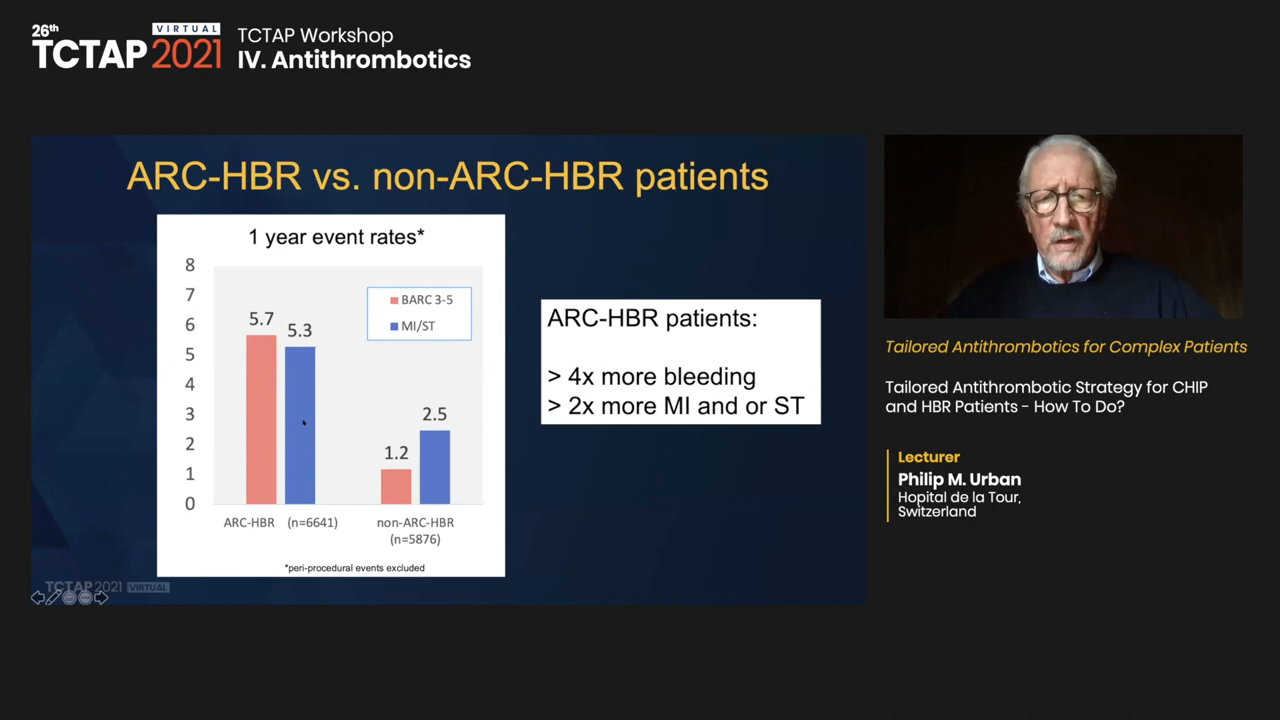 26th
VIRTUAL
TCTAP 2021
TCTAP Workshop
IV. Antithrombotics
ARC-HBR vs. non-ARC-HBR patients
1 year event rates*
8
7
6
5
4
3
2
1
0
BARC 3-5
MI/ST
5.7
5.3
1.2
2.5
ARC-HBR (n=6641)
non-ARC-HBR
(n=5876)
*peri-procedural events excluded
ARC-HBR patients:
> 4x more bleeding
> 2x more MI and or ST
TCTAP 2021 VIRTUAL
Tailored Antithrombotics for Complex Patients
Tailored Antithrombotic Strategy for CHIP
and HBR Patients - How To Do?
Lecturer
Philip M. Urban
Hopital de la Tour,
Switzerland